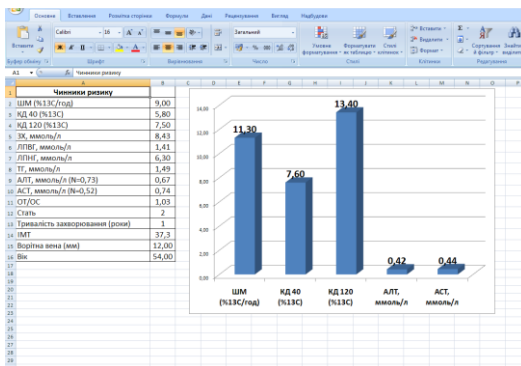 Основне Вставлення Розмітка сторінки Формули Дані Рецензування Вигляд Надбудови
Calibri 16 Загальний
Вставити
Умовне форматування Форматувати як таблицю Стилі клітинок
Вставити
Видалити
Формат
Сортування й фільтр
Буфер обміну Шрифт Вирівнювання Число Стилі Клітинки Редагування
A1 fx Чинники ризику
A B C D E F G H I J K L M N O P
1 Чинники ризику
2 ШМ (%13С/год) 9,00
3 КД 40 (%13С) 5,80
4 КД 120 (%13С) 7,50
5 ЗХ, ммоль/л 8,43
6 ЛПВГ, ммоль/л 1,41
7 ЛПНГ, ммоль/л 6,30
8 ТГ, ммоль/л 1,49
9 АЛТ, ммоль/л (N=0,73) 0,67
10 АСТ, ммоль/л (N=0,52) 0,74
11 ОТ/ОС 1,03
12 Стать 2
13 Тривалість захворювання (роки) 1
14 ІМТ 37,3
15 Ворітна вена (мм) 12,00
16 Вік 54,00
17
18
19
20
21
22
23
24
25
26
27
28
29
14,00
12,00
10,00
8,00
6,00
4,00
2,00
0,00
11,30 7,60 13,40 0,42 0,44
ШМ КД 40 КД 120 АЛТ, АСТ,
(%13С/год) (%13С) (%13С) ммоль/л ммоль/л